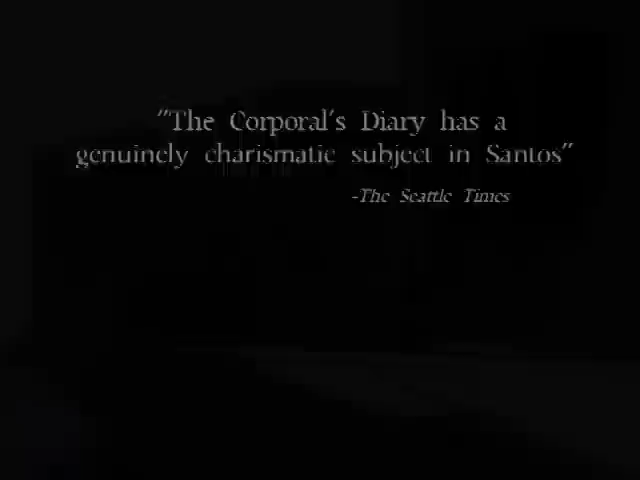 "The Corporal's Diary has a
genuinely charismatic subject in Santos"
-The Seattle Times